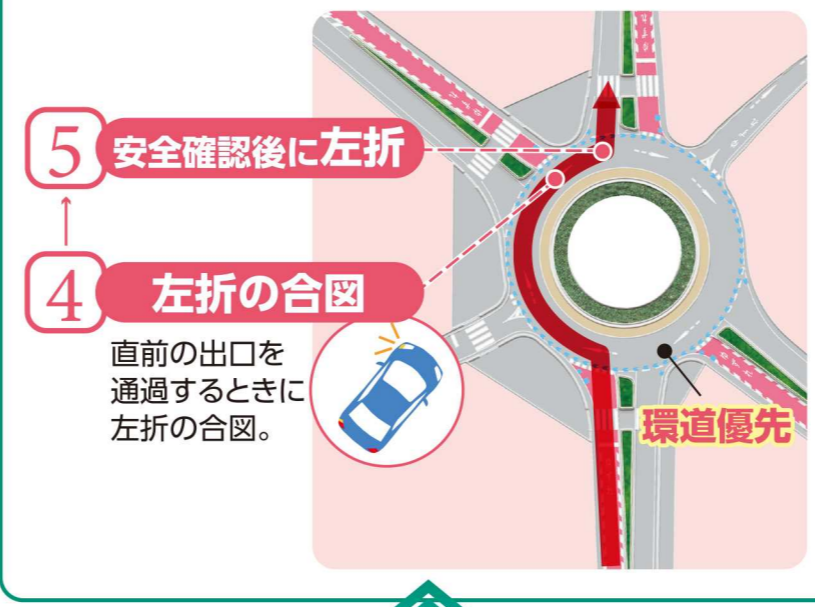 5 安全確認後に左折
4 左折の合図
直前の出口を
通過するときに
左折の合図。
環道優先